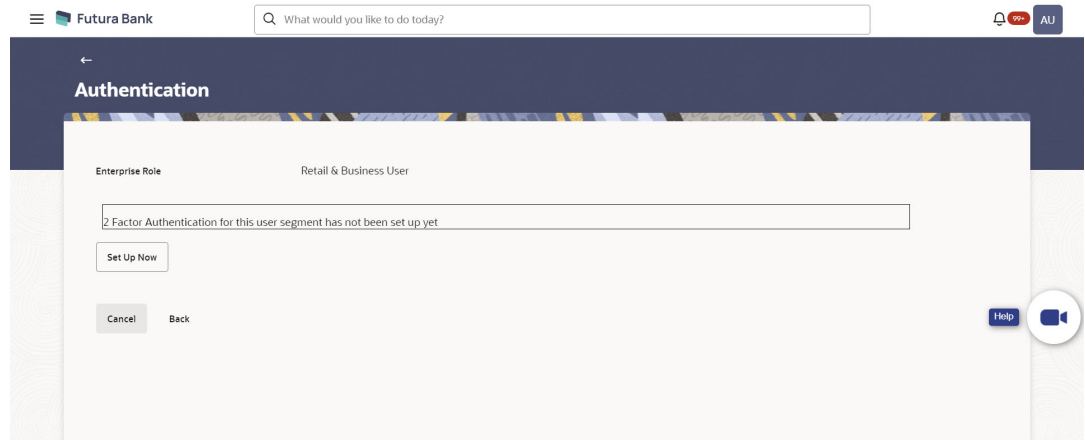 Futura Bank
What would you like to do today?
99+
AU
Authentication
Enterprise Role Retail & Business User
2 Factor Authentication for this user segment has not been set up yet
Set Up Now
Cancel Back
Help